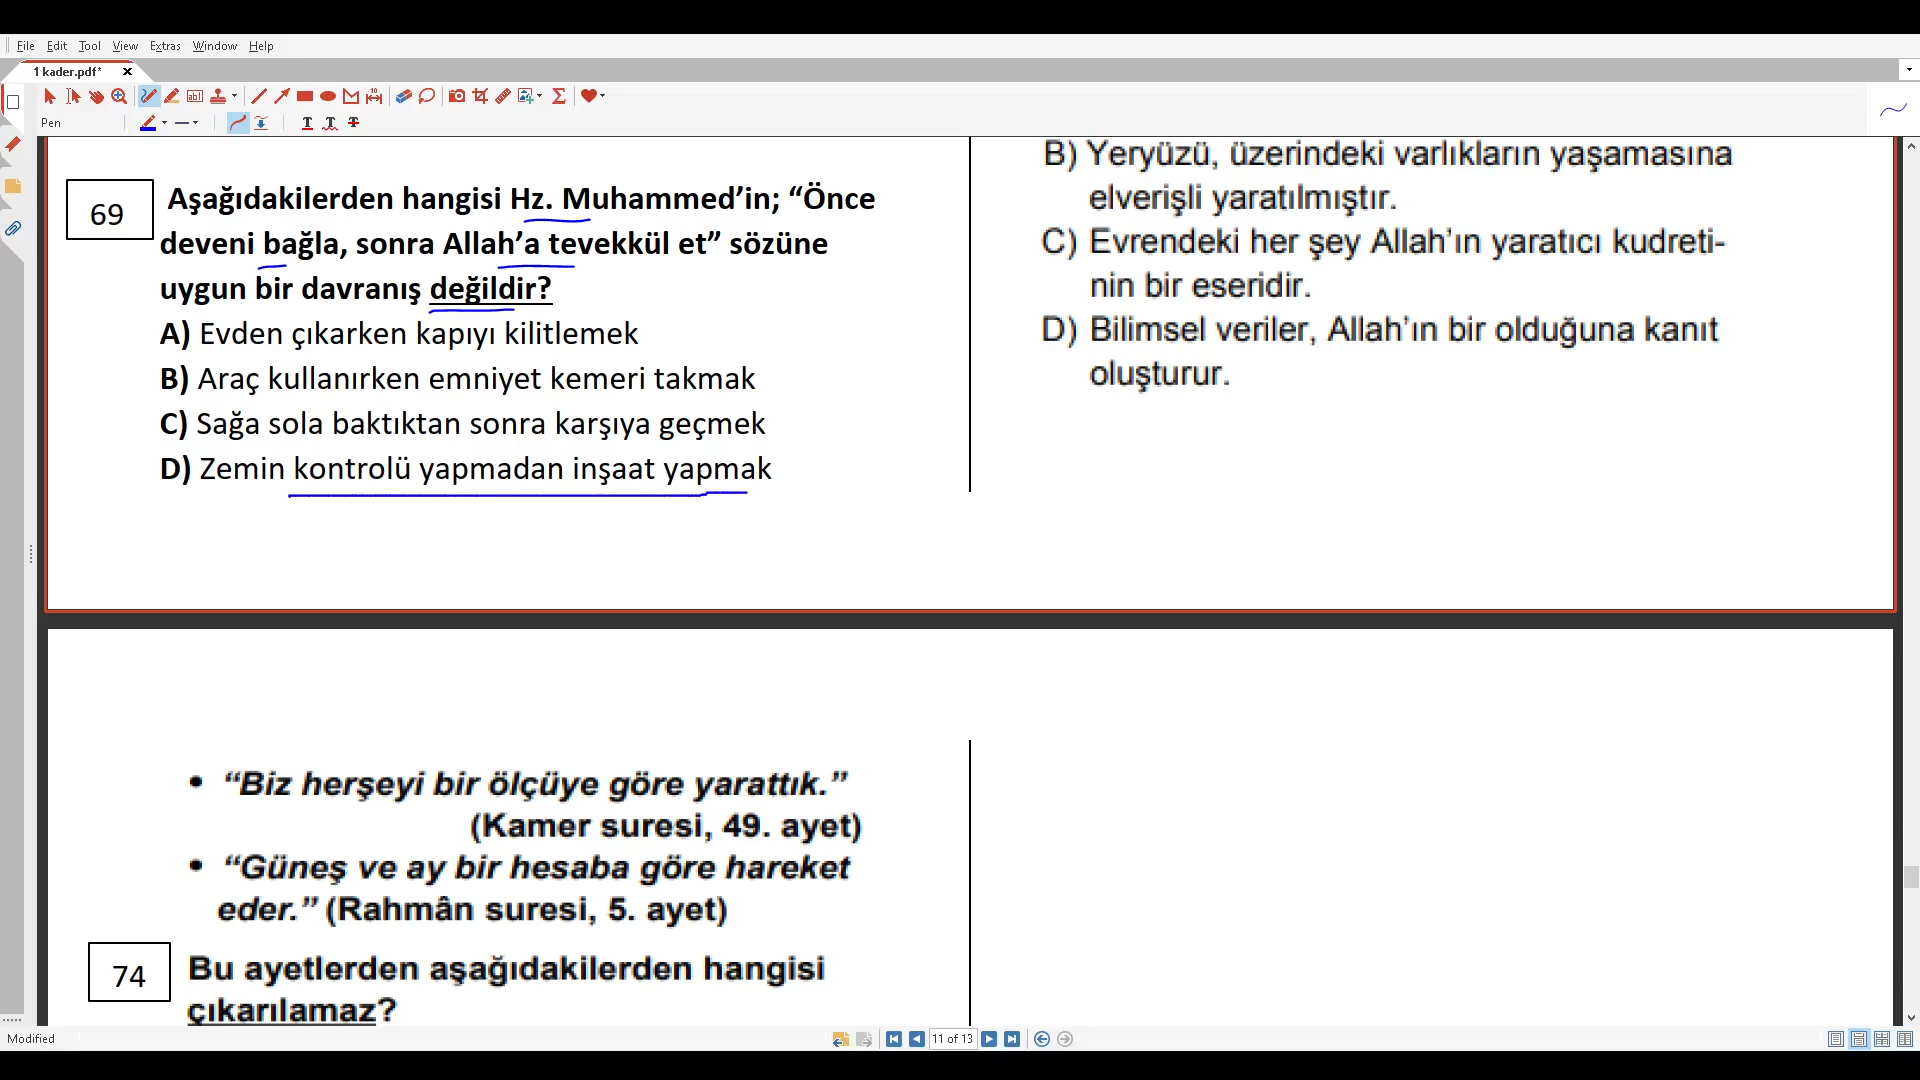 File Edit Tool View Extras Window Help
1 kader.pdf*
Pen
69
Aşağıdakilerden hangisi Hz. Muhammed’in; “Önce
deveni bağla, sonra Allah’a tevekkül et” sözüne
uygun bir davranış değildir?
A) Evden çıkarken kapıyı kilitlemek
B) Araç kullanırken emniyet kemeri takmak
C) Sağa sola baktıktan sonra karşıya geçmek
D) Zemin kontrolü yapmadan inşaat yapmak
B) Yeryüzü, üzerindeki varlıkların yaşamasına
elverişli yaratılmıştır.
C) Evrendeki her şey Allah’ın yaratıcı kudreti-
nin bir eseridir.
D) Bilimsel veriler, Allah’ın bir olduğuna kanıt
oluşturur.
• “Biz herşeyi bir ölçüye göre yarattık.”
(Kamer suresi, 49. ayet)
• “Güneş ve ay bir hesaba göre hareket
eder.” (Rahmân suresi, 5. ayet)
74
Bu ayetlerden aşağıdakilerden hangisi
çıkarılamaz?
Modified
11 of 13